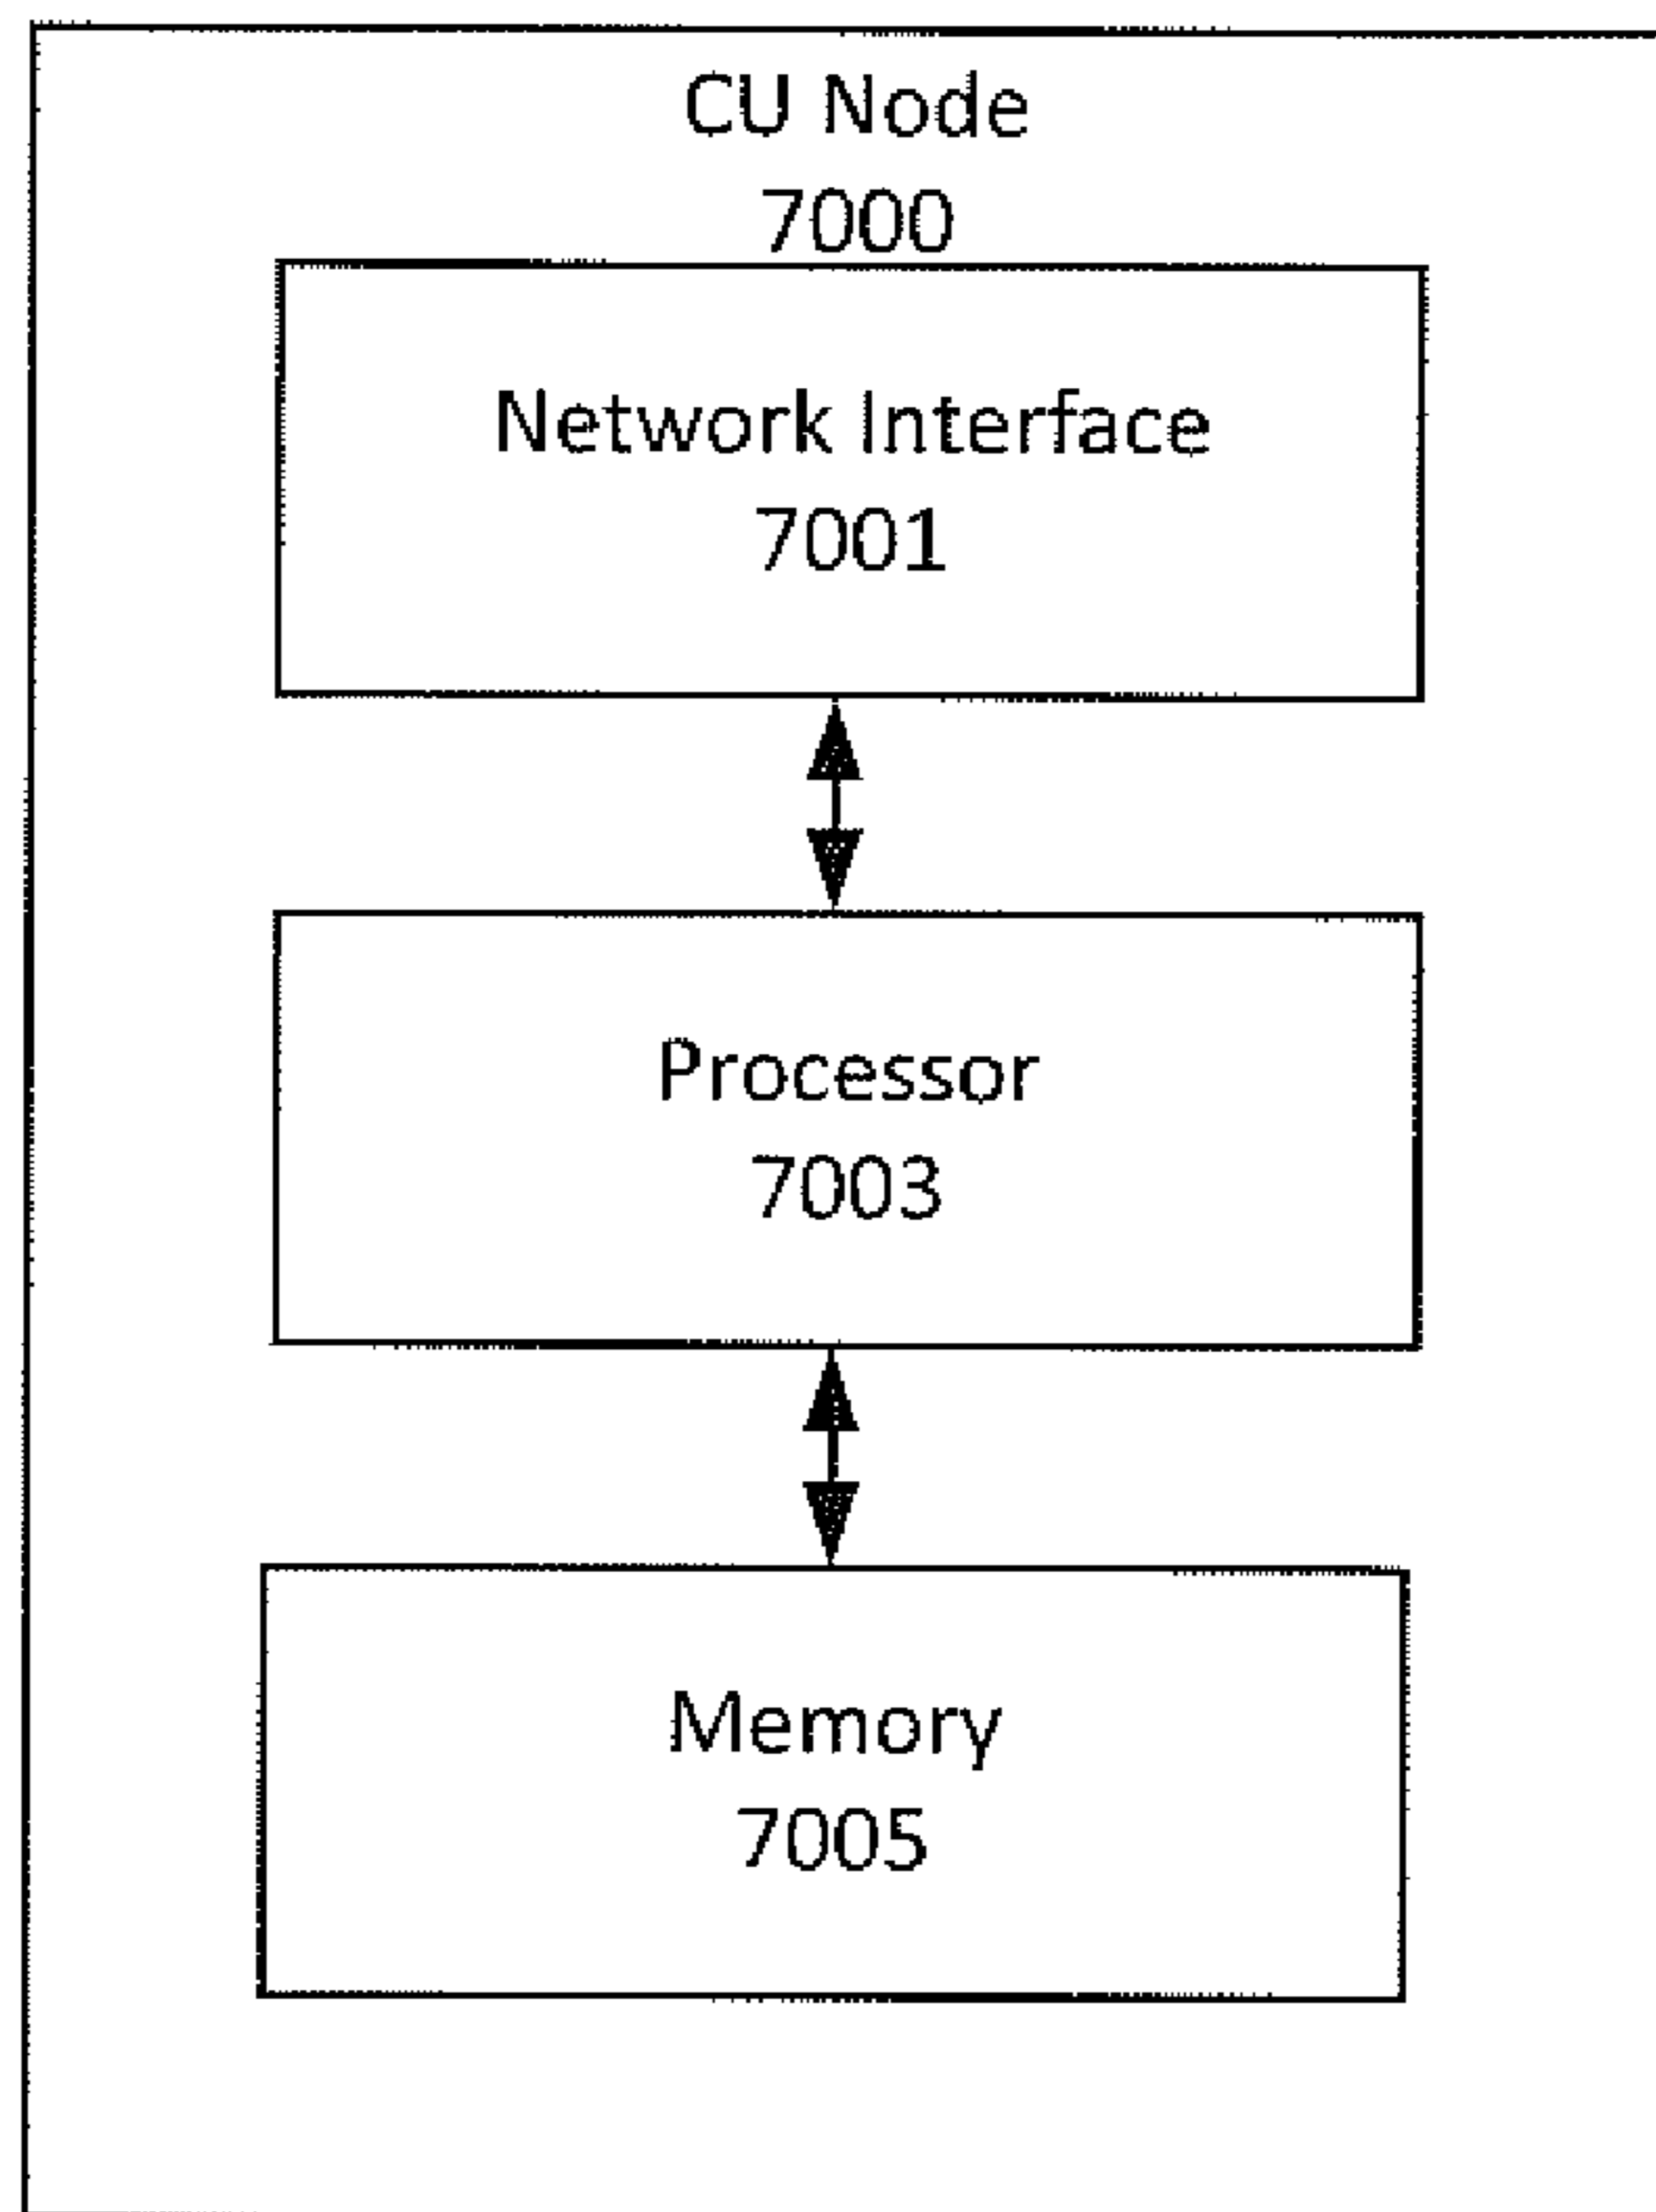 CU Node
7000
Network Interface
7001
Processor
7003
Memory
7005